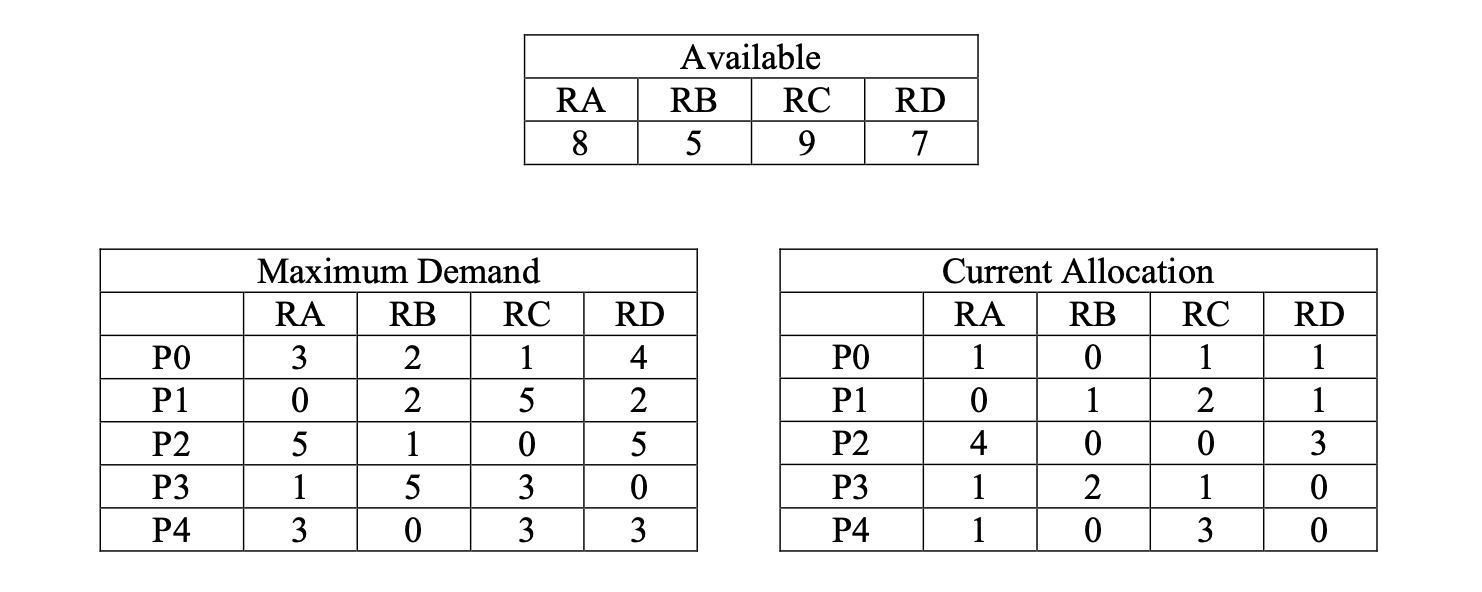 Available
RA RB RC RD
8 5 9 7
Maximum Demand
RA RB RC RD
P0 3 2 1 4
P1 0 2 5 2
P2 5 1 0 5
P3 1 5 3 0
P4 3 0 3 3
Current Allocation
RA RB RC RD
P0 1 0 1 1
P1 0 1 2 1
P2 4 0 0 3
P3 1 2 1 0
P4 1 0 3 0